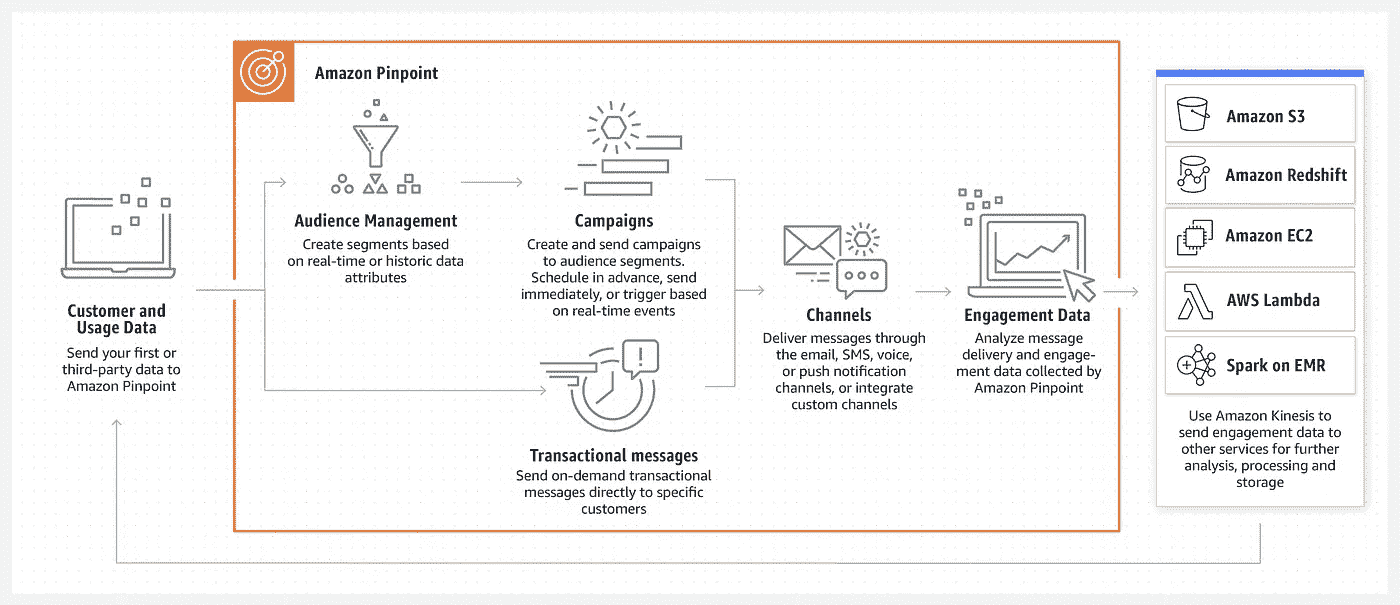 Amazon Pinpoint
Customer and
Usage Data
Send your first or
third-party data to
Amazon Pinpoint
Audience Management
Create segments based
on real-time or historic data
attributes
Campaigns
Create and send campaigns
to audience segments.
Schedule in advance, send
immediately, or trigger based
on real-time events
Transactional messages
Send on-demand transactional
messages directly to specific
customers
Channels
Deliver messages through
the email, SMS, voice,
or push notification
channels, or integrate
custom channels
Engagement Data
Analyze message
delivery and engage-
ment data collected by
Amazon Pinpoint
Amazon S3
Amazon Redshift
Amazon EC2
AWS Lambda
Spark on EMR
Use Amazon Kinesis to
send engagement data to
other services for further
analysis, processing and
storage